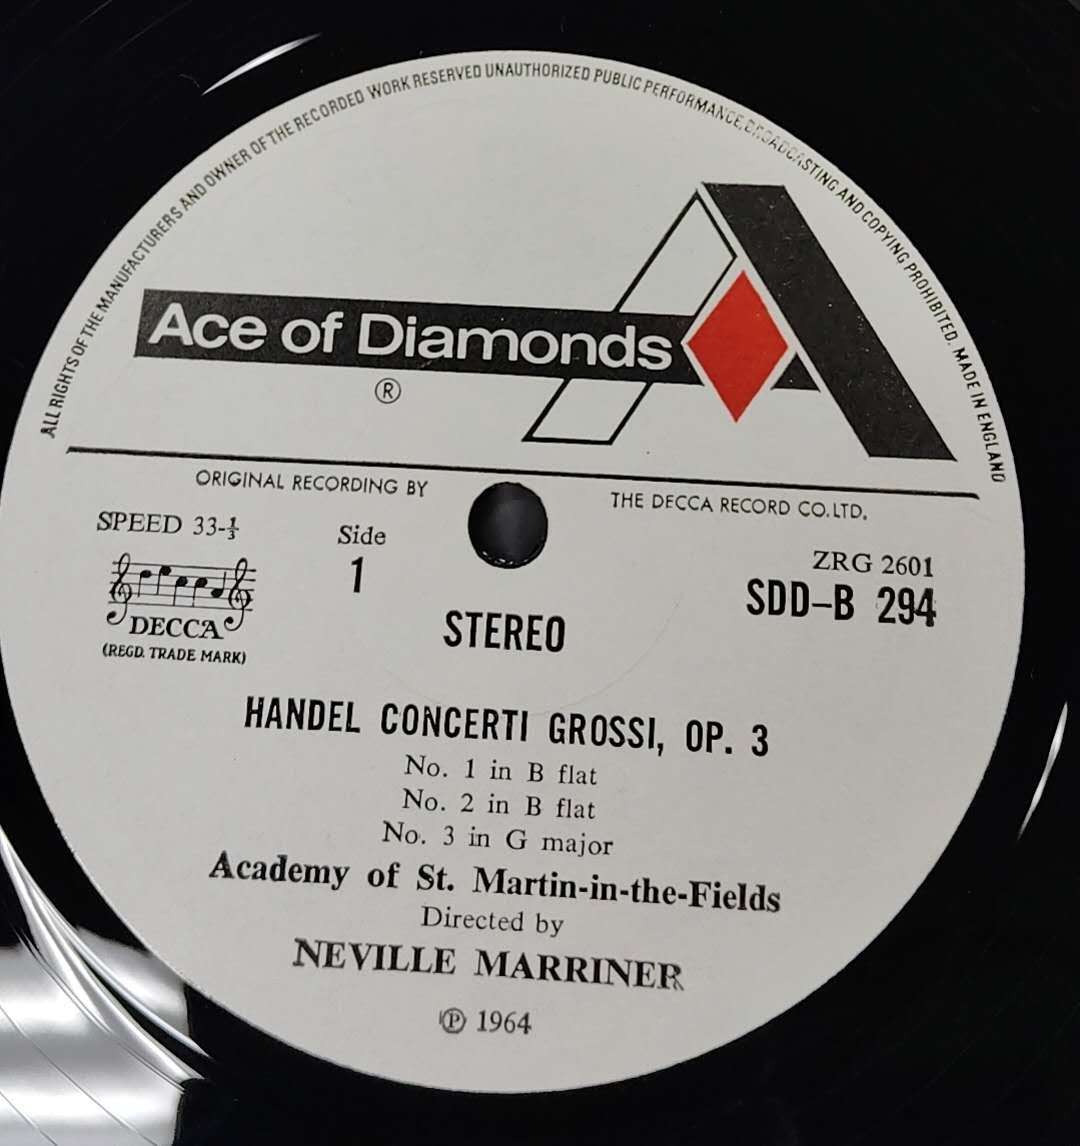 ALL RIGHTS OF THE MANUFACTURERS AND OWNER OF THE RECORDED WORK RESERVED UNAUTHORIZED PUBLIC PERFORMANCE, BROADCASTING AND COPYING PROHIBITED. MADE IN ENGLAND
Ace of Diamonds
®
ORIGINAL RECORDING BY THE DECCA RECORD CO. LTD.
SPEED 33-⅓
Side
1
DECCA
(REGD. TRADE MARK)
STEREO
ZRG 2601
SDD-B 294
HANDEL CONCERTI GROSSI, OP. 3
No. 1 in B flat
No. 2 in B flat
No. 3 in G major
Academy of St. Martin-in-the-Fields
Directed by
NEVILLE MARRINER
℗ 1964